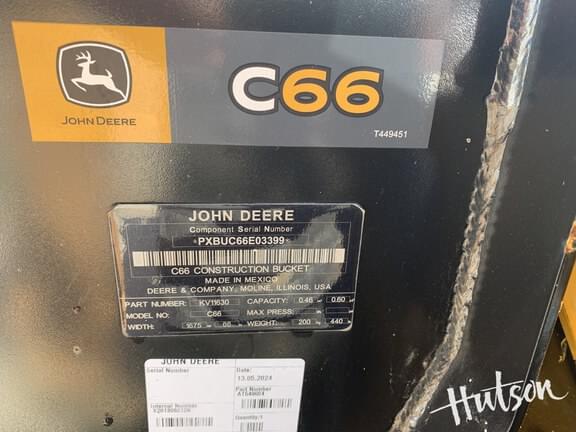 C66
JOHN DEERE
T449451
JOHN DEERE
Component Serial Number
*PXBUC66E03399*
C66 CONSTRUCTION BUCKET
MADE IN MEXICO
DEERE & COMPANY, MOLINE, ILLINOIS, USA
PART NUMBER: KV11630 CAPACITY: 0.46 0.60
MODEL NO: C66 MAX PRESS:
WIDTH: 1675 66 WEIGHT: 200 440
JOHN DEERE
Serial Number Date:
13.05.2024
Part Number
Internal Number
Quantity:1
Hutson